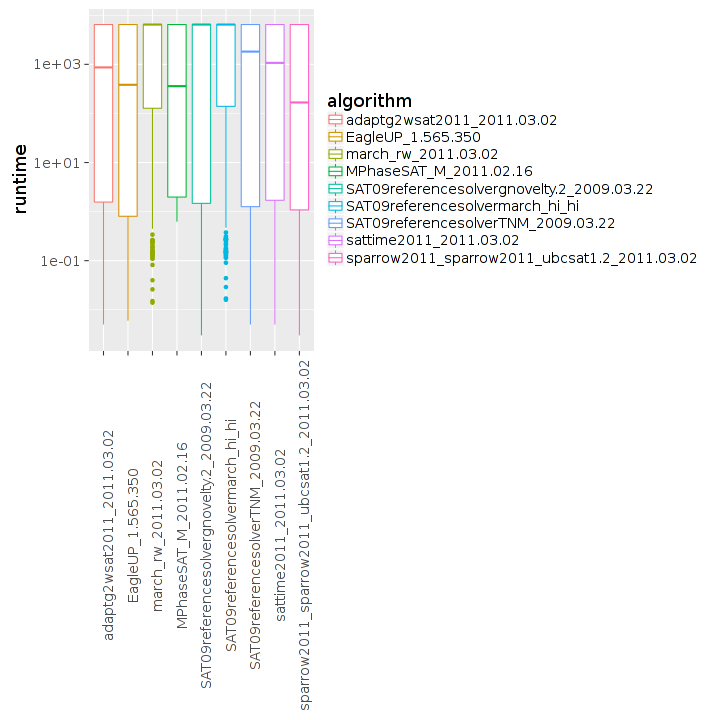 runtime
1e+03
1e+01
1e-01
algorithm
adaptg2wsat2011_2011.03.02
EagleUP_1.565.350
march_rw_2011.03.02
MPhaseSAT_M_2011.02.16
SAT09referencesolvergnovelty.2_2009.03.22
SAT09referencesolvermarch_hi_hi
SAT09referencesolverTNM_2009.03.22
sattime2011_2011.03.02
sparrow2011_sparrow2011_ubcsat1.2_2011.03.02
adaptg2wsat2011_2011.03.02
EagleUP_1.565.350
march_rw_2011.03.02
MPhaseSAT_M_2011.02.16
SAT09referencesolvergnovelty.2_2009.03.22
SAT09referencesolvermarch_hi_hi
SAT09referencesolverTNM_2009.03.22
sattime2011_2011.03.02
sparrow2011_sparrow2011_ubcsat1.2_2011.03.02